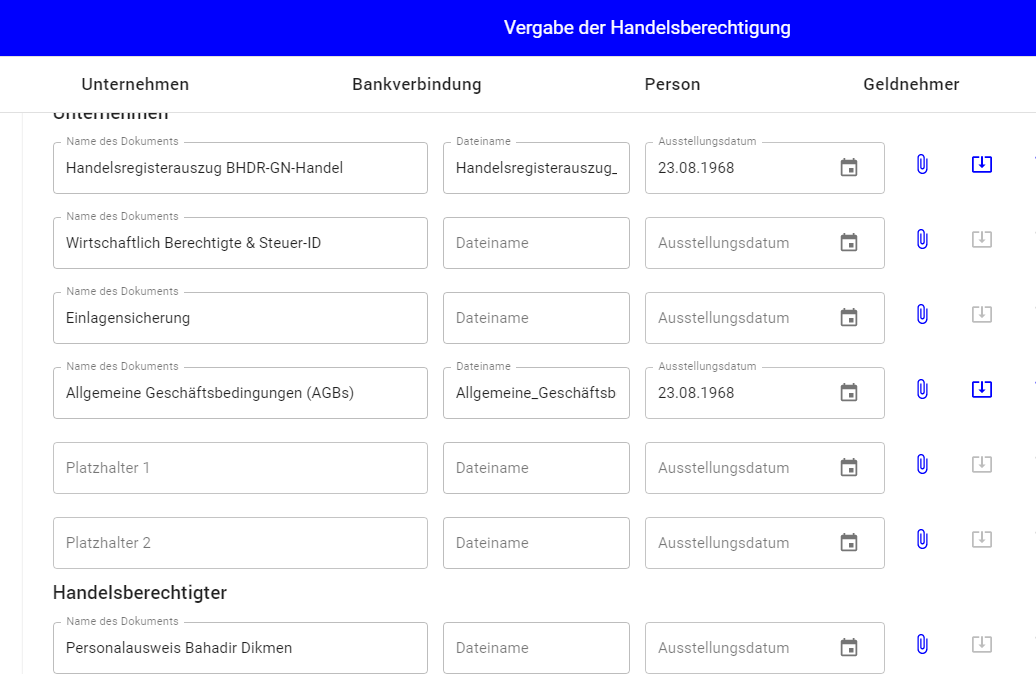 Vergabe der Handelsberechtigung
Unternehmen Bankverbindung Person Geldnehmer
Unternehmen
Name des Dokuments Dateiname Ausstellungsdatum
Handelsregisterauszug BHDR-GN-Handel Handelsregisterauszug_ 23.08.1968
Name des Dokuments
Wirtschaftlich Berechtigte & Steuer-ID Dateiname Ausstellungsdatum
Name des Dokuments
Einlagensicherung Dateiname Ausstellungsdatum
Name des Dokuments Dateiname Ausstellungsdatum
Allgemeine Geschäftsbedingungen (AGBs) Allgemeine_Geschäftsb 23.08.1968
Platzhalter 1 Dateiname Ausstellungsdatum
Platzhalter 2 Dateiname Ausstellungsdatum
Handelsberechtigter
Name des Dokuments
Personalausweis Bahadir Dikmen Dateiname Ausstellungsdatum